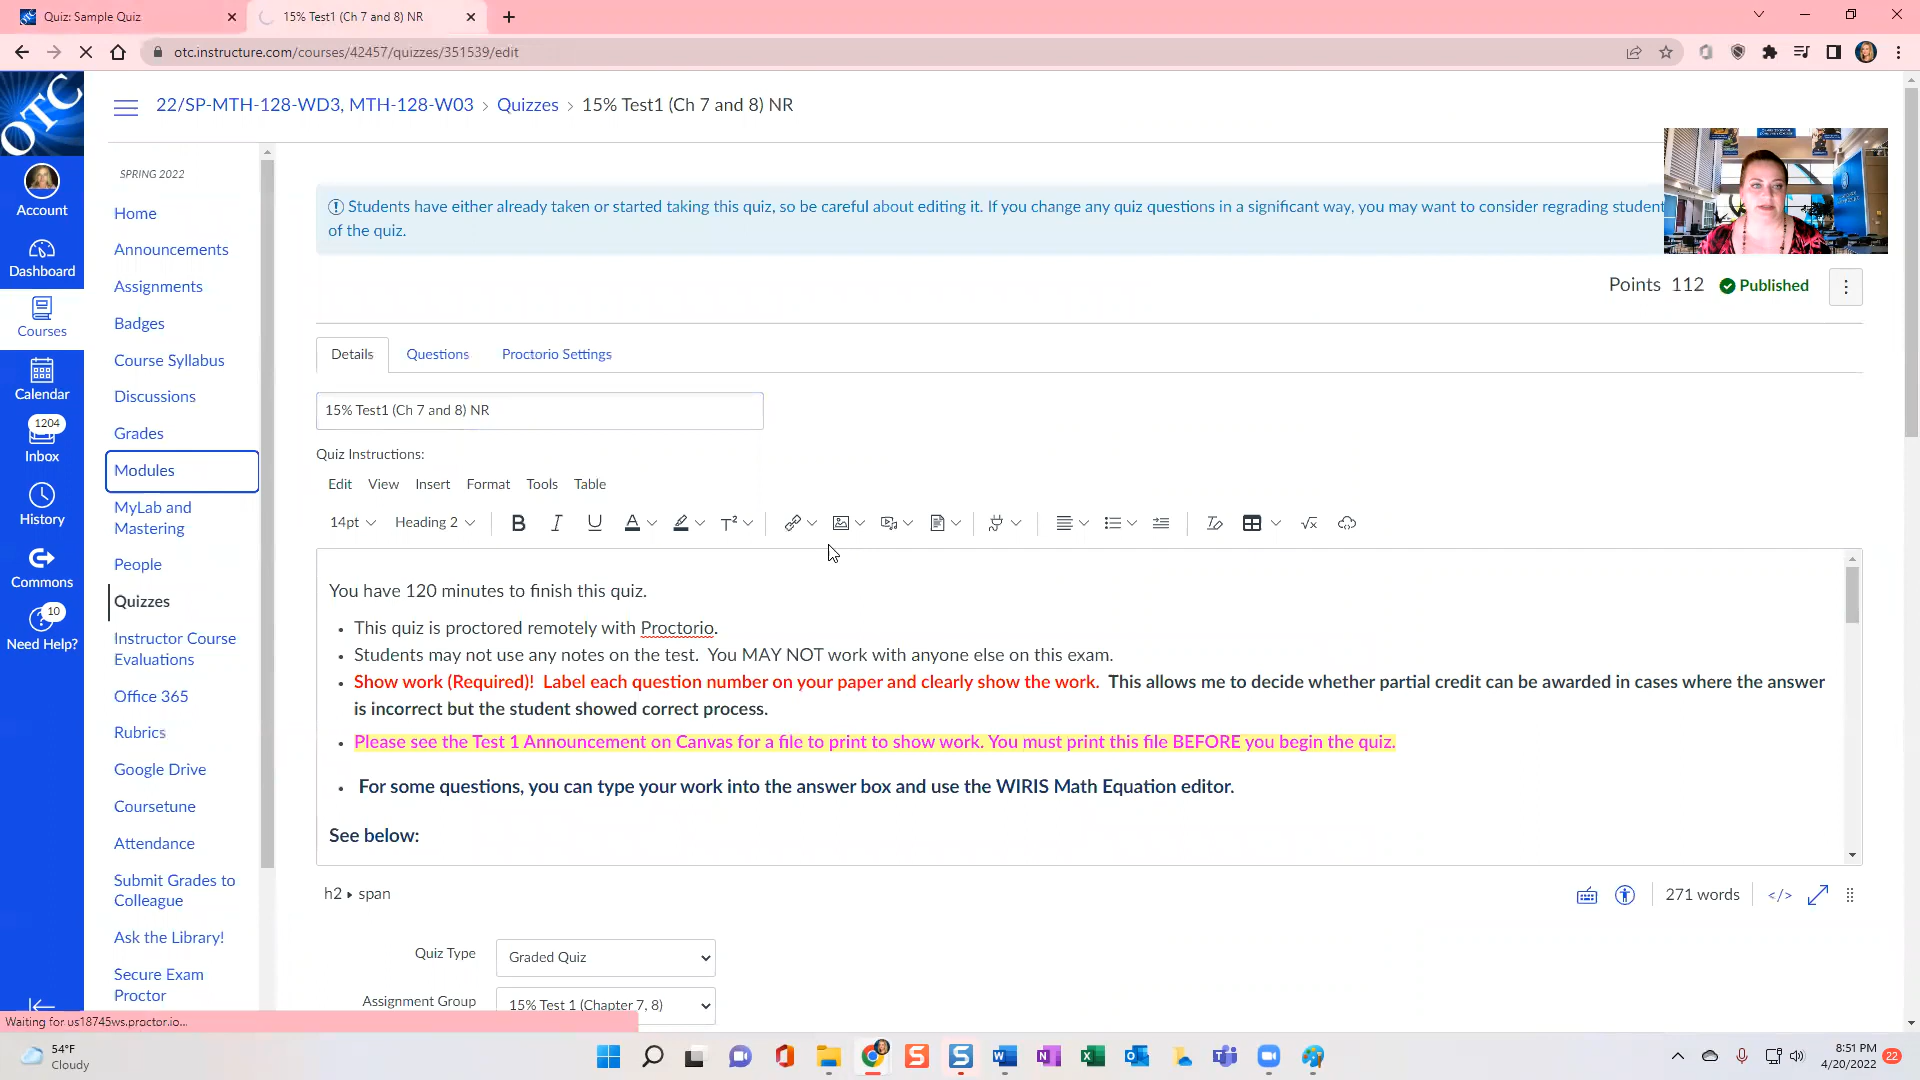 Quiz: Sample Quiz
15% Test1 (Ch 7 and 8) NR
otc.instructure.com/courses/42457/quizzes/351539/edit
OTC
22/SP-MTH-128-WD3, MTH-128-W03 › Quizzes › 15% Test1 (Ch 7 and 8) NR
Account
Dashboard
Courses
Calendar
1204
Inbox
History
Commons
10
Need Help?
SPRING 2022
Home
Announcements
Assignments
Badges
Course Syllabus
Discussions
Grades
Modules
MyLab and
Mastering
People
Quizzes
Instructor Course
Evaluations
Office 365
Rubrics
Google Drive
Coursetune
Attendance
Submit Grades to
Colleague
Ask the Library!
Secure Exam
Proctor
Students have either already taken or started taking this quiz, so be careful about editing it. If you change any quiz questions in a significant way, you may want to consider regrading student
of the quiz.
Points 112 Published
Details Questions Proctorio Settings
15% Test1 (Ch 7 and 8) NR
Quiz Instructions:
Edit View Insert Format Tools Table
14pt Heading 2
You have 120 minutes to finish this quiz.
• This quiz is proctored remotely with Proctorio.
• Students may not use any notes on the test. You MAY NOT work with anyone else on this exam.
• Show work (Required)! Label each question number on your paper and clearly show the work. This allows me to decide whether partial credit can be awarded in cases where the answer
is incorrect but the student showed correct process.
• Please see the Test 1 Announcement on Canvas for a file to print to show work. You must print this file BEFORE you begin the quiz.
• For some questions, you can type your work into the answer box and use the WIRIS Math Equation editor.
See below:
h2 ▸ span
271 words </>
Quiz Type Graded Quiz
Assignment Group 15% Test 1 (Chapter 7, 8)
Waiting for us18745ws.proctor.io...
54°F
Cloudy
8:51 PM
4/20/2022
22